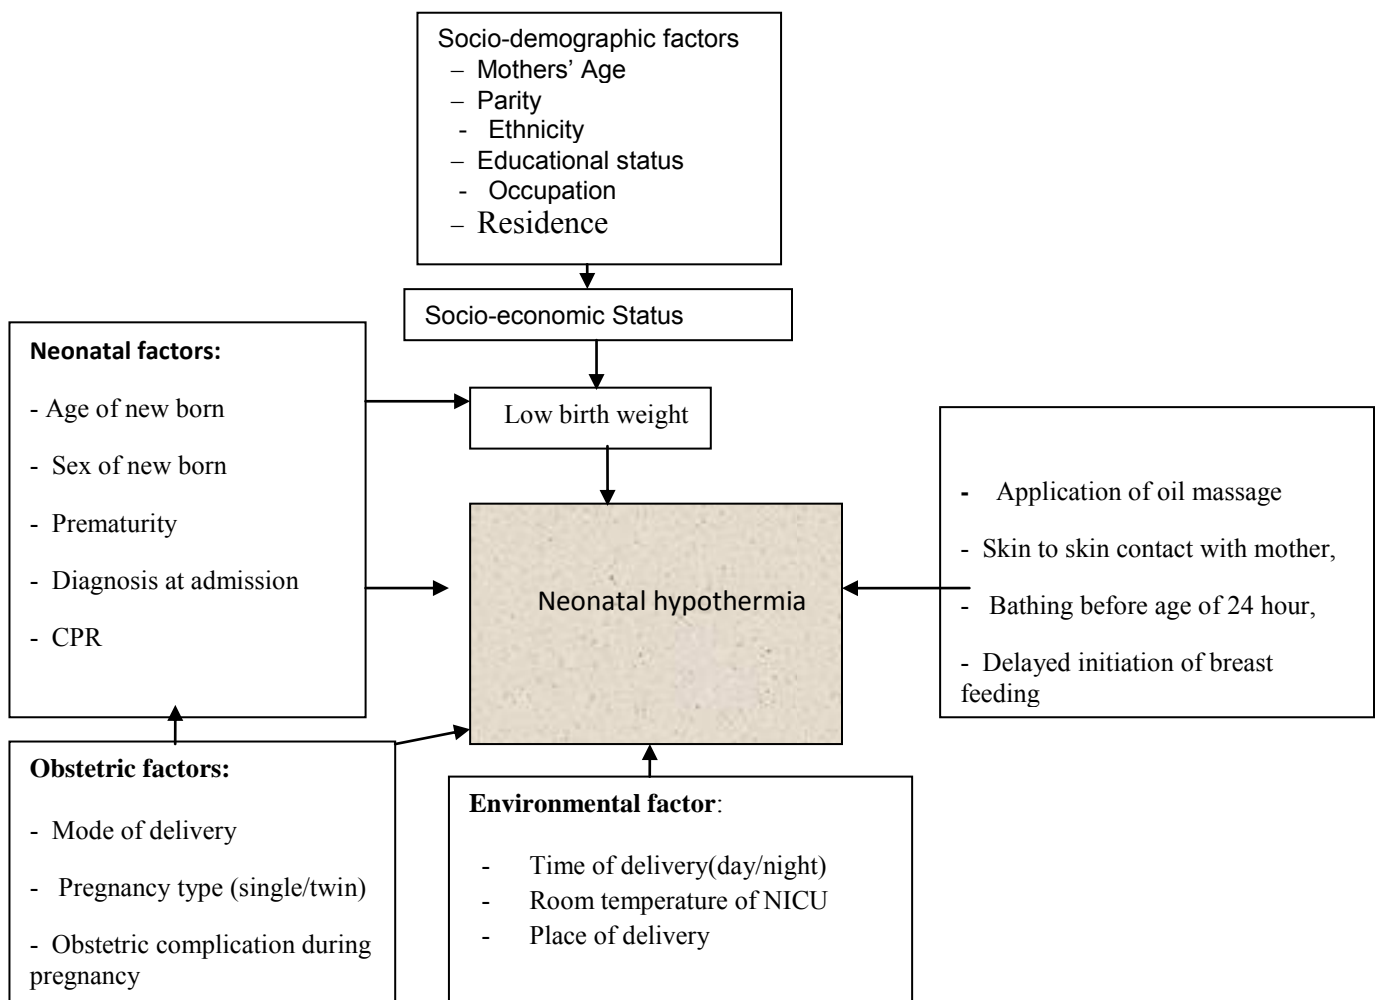 Socio-demographic factors
– Mothers’ Age
– Parity
- Ethnicity
– Educational status
- Occupation
– Residence
Socio-economic Status
Neonatal factors:
- Age of new born
- Sex of new born
- Prematurity
- Diagnosis at admission
- CPR
Low birth weight
Neonatal hypothermia
- Application of oil massage
- Skin to skin contact with mother,
- Bathing before age of 24 hour,
- Delayed initiation of breast
feeding
Obstetric factors:
- Mode of delivery
- Pregnancy type (single/twin)
- Obstetric complication during
pregnancy
Environmental factor:
- Time of delivery(day/night)
- Room temperature of NICU
- Place of delivery